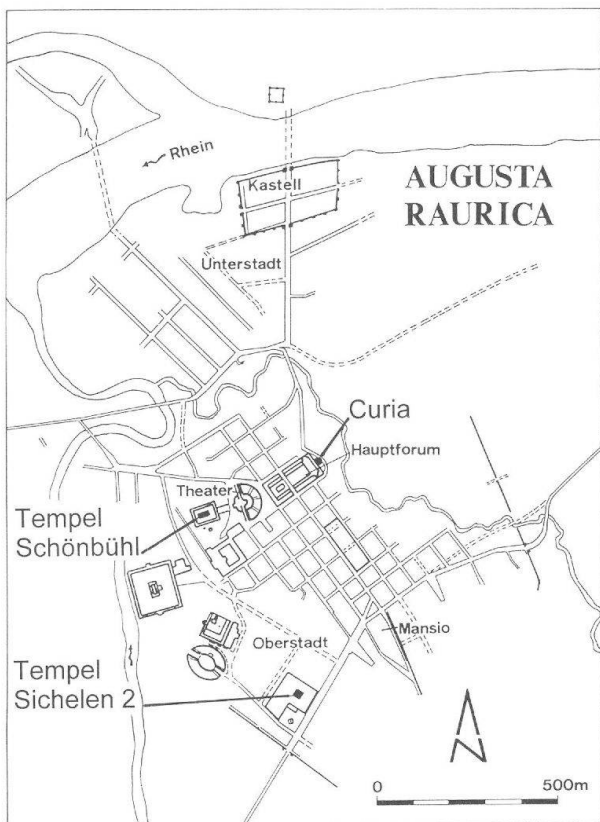 Rhein
Kastell
AUGUSTA
RAURICA
Unterstadt
Curia
Hauptforum
Theater
Tempel
Schönbühl
Oberstadt
Mansio
Tempel
Sichelen 2
N
0
500m